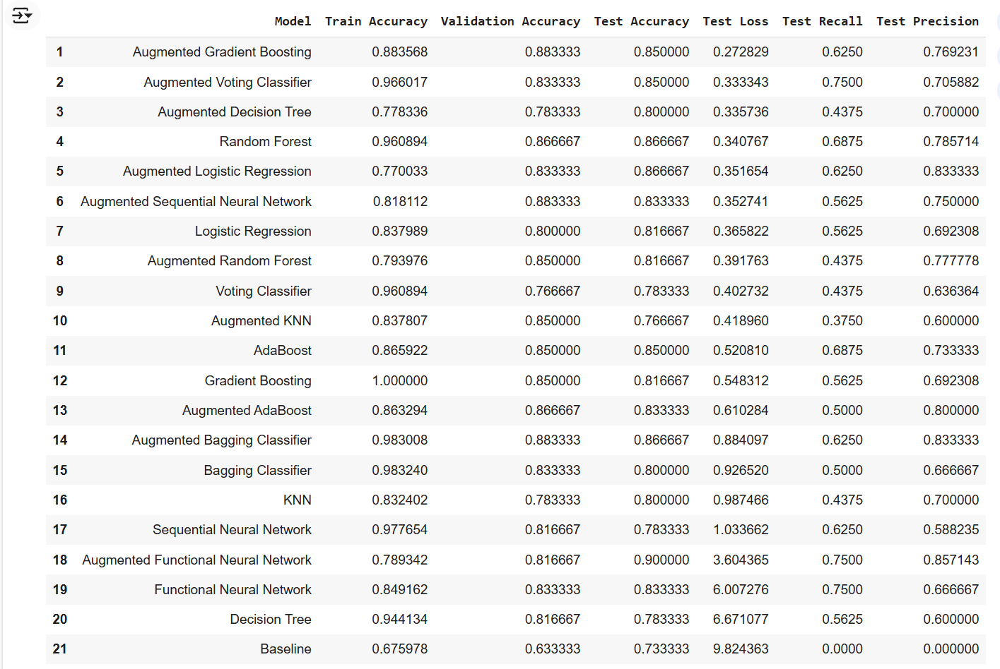 Model Train Accuracy Validation Accuracy Test Accuracy Test Loss Test Recall Test Precision
1 Augmented Gradient Boosting 0.883568 0.883333 0.850000 0.272829 0.6250 0.769231
2 Augmented Voting Classifier 0.966017 0.833333 0.850000 0.333343 0.7500 0.705882
3 Augmented Decision Tree 0.778336 0.783333 0.800000 0.335736 0.4375 0.700000
4 Random Forest 0.960894 0.866667 0.866667 0.340767 0.6875 0.785714
5 Augmented Logistic Regression 0.770033 0.833333 0.866667 0.351654 0.6250 0.833333
6 Augmented Sequential Neural Network 0.818112 0.883333 0.833333 0.352741 0.5625 0.750000
7 Logistic Regression 0.837989 0.800000 0.816667 0.365822 0.5625 0.692308
8 Augmented Random Forest 0.793976 0.850000 0.816667 0.391763 0.4375 0.777778
9 Voting Classifier 0.960894 0.766667 0.783333 0.402732 0.4375 0.636364
10 Augmented KNN 0.837807 0.850000 0.766667 0.418960 0.3750 0.600000
11 AdaBoost 0.865922 0.850000 0.850000 0.520810 0.6875 0.733333
12 Gradient Boosting 1.000000 0.850000 0.816667 0.548312 0.5625 0.692308
13 Augmented AdaBoost 0.863294 0.866667 0.833333 0.610284 0.5000 0.800000
14 Augmented Bagging Classifier 0.983008 0.883333 0.866667 0.884097 0.6250 0.833333
15 Bagging Classifier 0.983240 0.833333 0.800000 0.926520 0.5000 0.666667
16 KNN 0.832402 0.783333 0.800000 0.987466 0.4375 0.700000
17 Sequential Neural Network 0.977654 0.816667 0.783333 1.033662 0.6250 0.588235
18 Augmented Functional Neural Network 0.789342 0.816667 0.900000 3.604365 0.7500 0.857143
19 Functional Neural Network 0.849162 0.833333 0.833333 6.007276 0.7500 0.666667
20 Decision Tree 0.944134 0.816667 0.783333 6.671077 0.5625 0.600000
21 Baseline 0.675978 0.633333 0.733333 9.824363 0.0000 0.000000